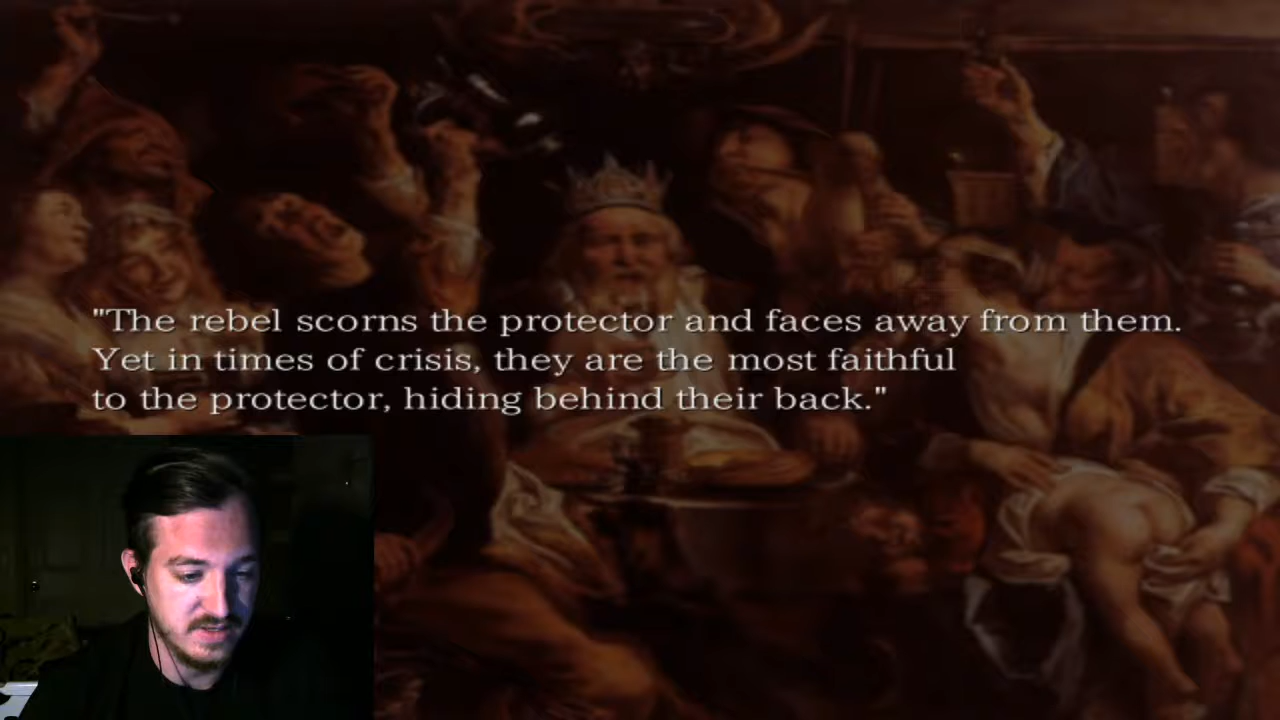 "The rebel scorns the protector and faces away from them.
Yet in times of crisis, they are the most faithful
to the protector, hiding behind their back."